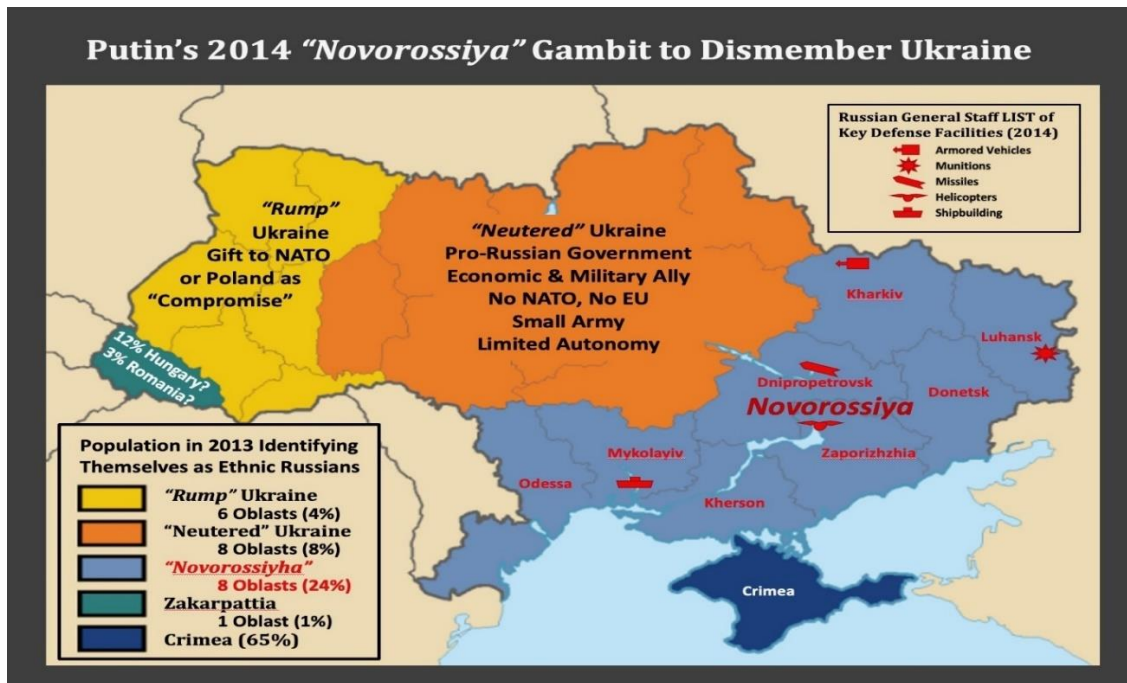 Putin's 2014 "Novorossiya" Gambit to Dismember Ukraine
Russian General Staff LIST of
Key Defense Facilities (2014)
Armored Vehicles
Munitions
Missiles
Helicopters
Shipbuilding
"Rump"
Ukraine
Gift to NATO
or Poland as
"Compromise"
"Neutered" Ukraine
Pro-Russian Government
Economic & Military Ally
No NATO, No EU
Small Army
Limited Autonomy
12% Hungary?
3% Romania?
Kharkiv
Luhansk
Dnipropetrovsk
Donetsk
Novorossiya
Mykolayiv
Zaporizhzhia
Odessa
Kherson
Crimea
Population in 2013 Identifying
Themselves as Ethnic Russians
"Rump" Ukraine
6 Oblasts (4%)
"Neutered" Ukraine
8 Oblasts (8%)
"Novorossiyha"
8 Oblasts (24%)
Zakarpattia
1 Oblast (1%)
Crimea (65%)